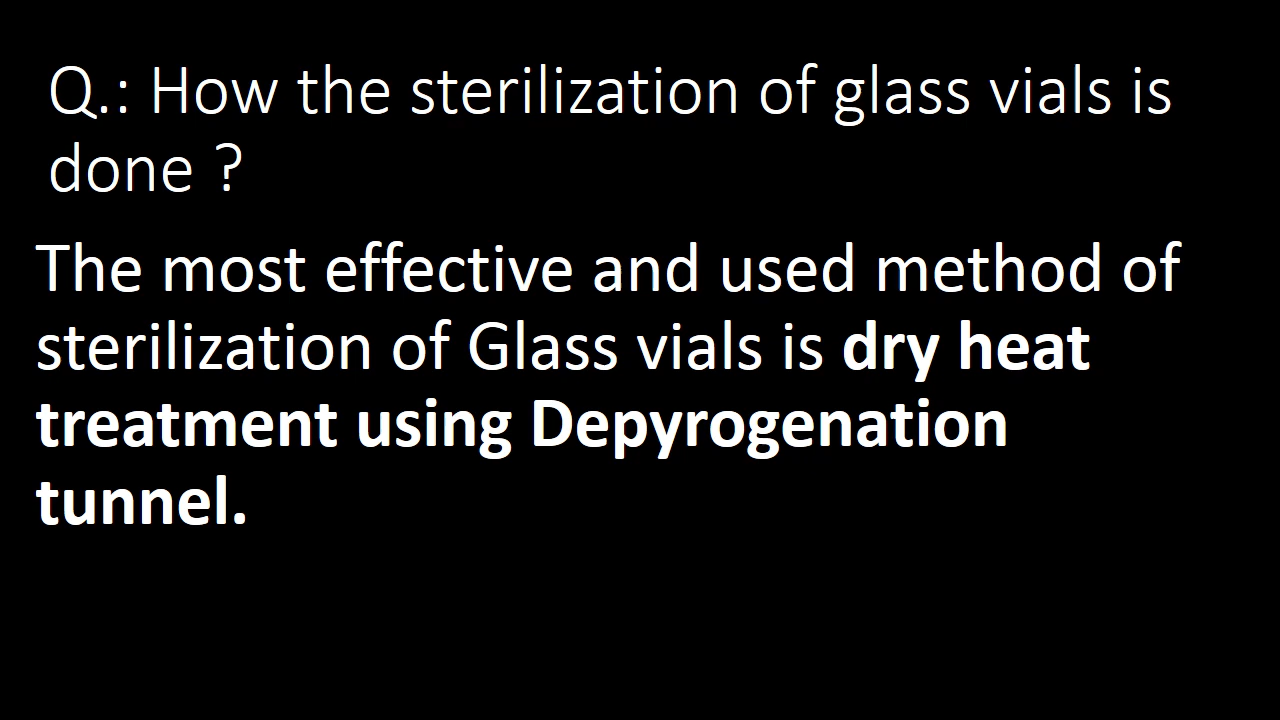 Q.: How the sterilization of glass vials is
done ?
The most effective and used method of
sterilization of Glass vials is dry heat
treatment using Depyrogenation
tunnel.